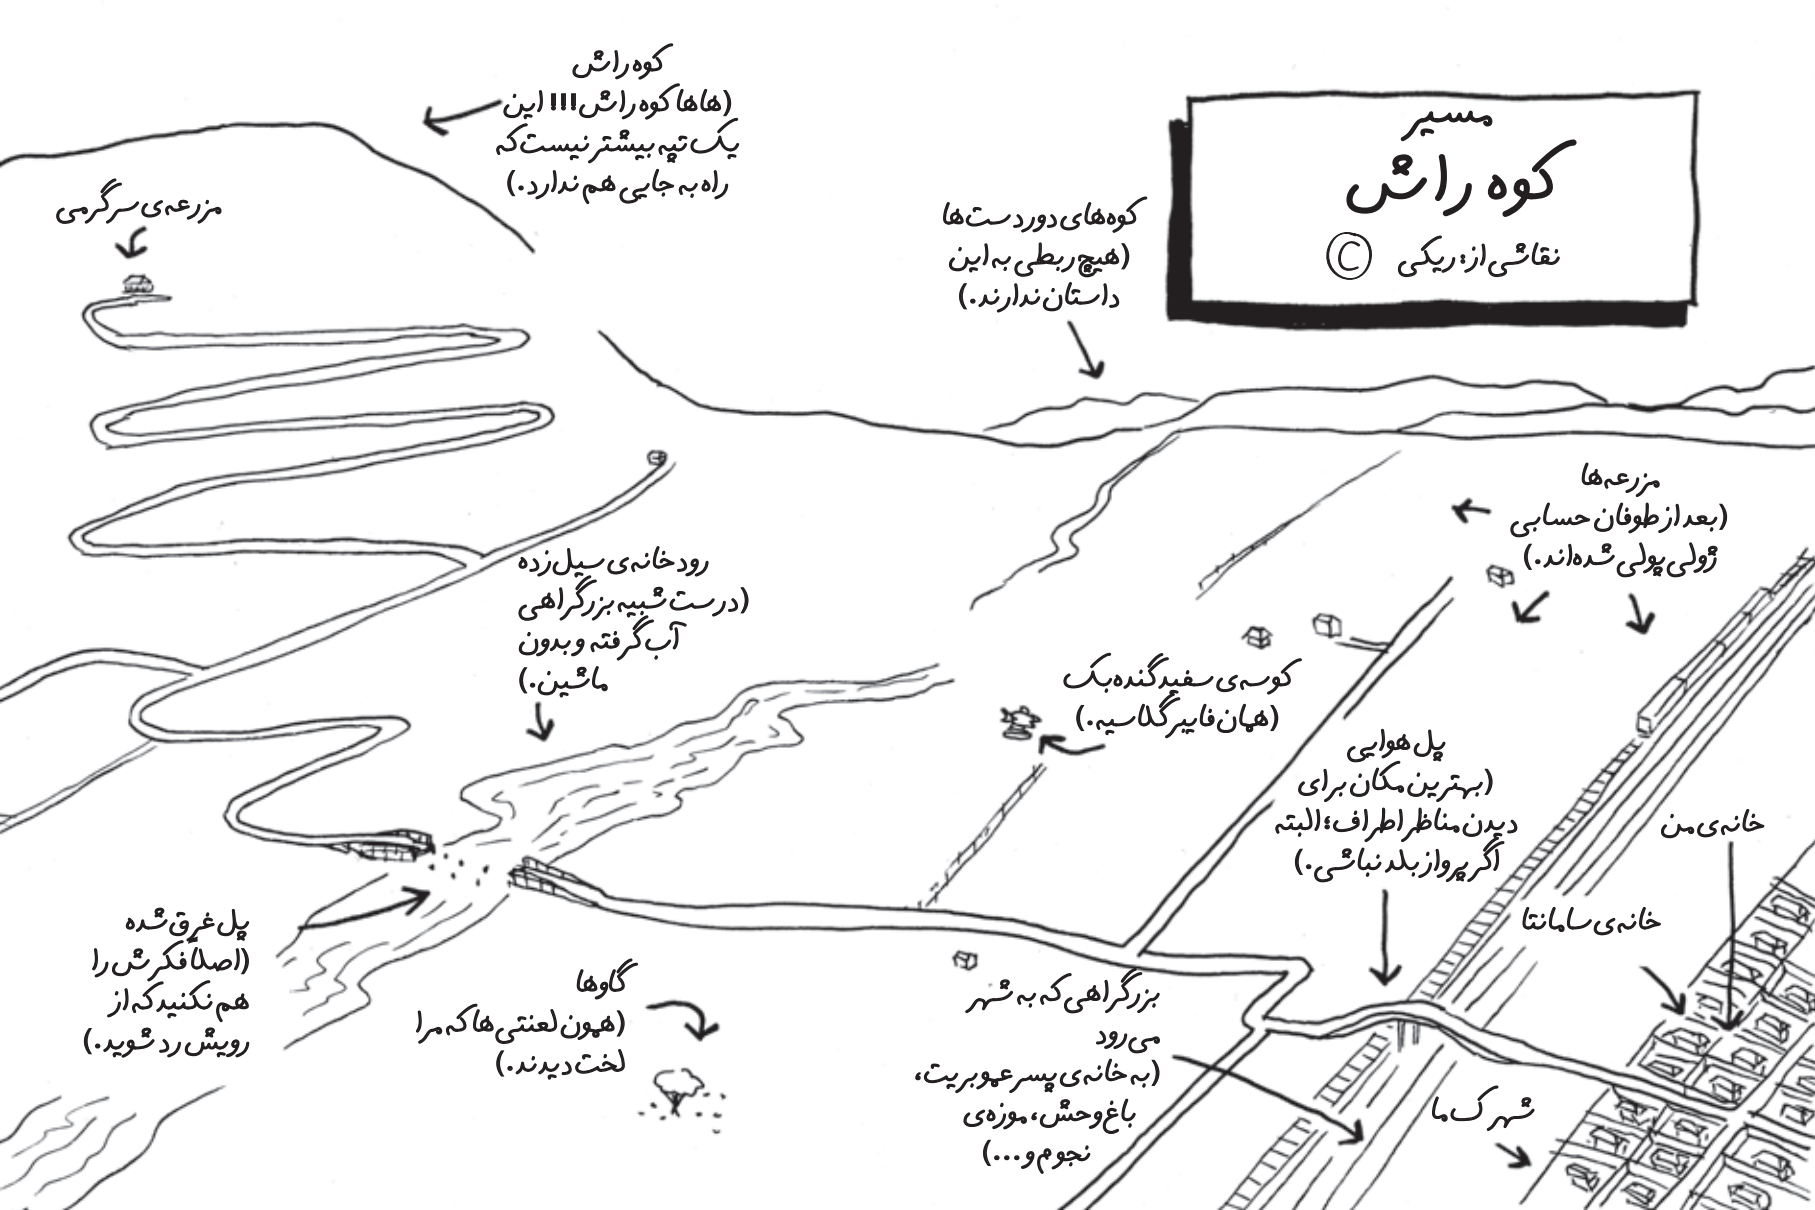 مسیر
کوه راش
نقاشی از: ریکی ©
کوه راش
(هاها کوه راش!!! این
یک تپه بیشتر نیست که
راه به جایی هم ندارد.)
مزرعه‌ی سرگرمی
کوه‌های دوردست‌ها
(هیچ ربطی به این
داستان ندارند.)
مزرعه‌ها
(بعد از طوفان حسابی
ژولی پولی شده‌اند.)
رودخانه‌ی سیل‌زده
(درست شبیه بزرگراهی
آب گرفته و بدون
ماشین.)
کوسه‌ی سفید گنده‌بک
(همان فایبرگلاسیه.)
پل هوایی
(بهترین مکان برای
دیدن مناظر اطراف؛ البته
اگر پرواز بلد نباشی.)
خانه‌ی من
خانه‌ی سامانتا
پل غرق شده
(اصلاً فکرش را
هم نکنید که از
رویش رد شوید.)
گاوها
(همون لعنتی‌ها که مرا
لخت دیدند.)
بزرگراهی که به شهر
می‌رود
(به خانه‌ی پسرعمو بریت،
باغ وحش، موزه‌ی
نجوم و...)
شهرک ما